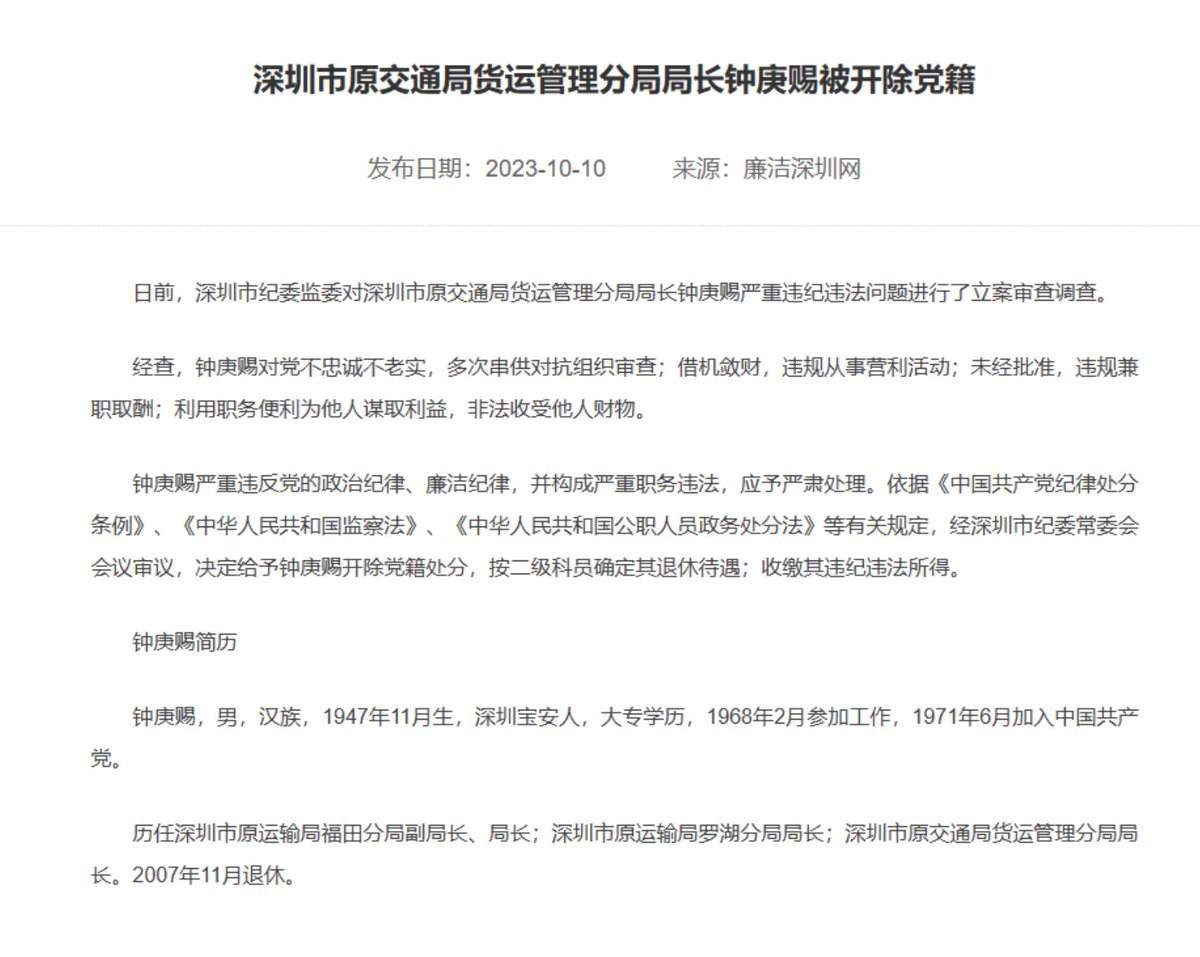 深圳市原交通局货运管理分局局长钟庚赐被开除党籍
发布日期：2023-10-10 来源：廉洁深圳网
日前，深圳市纪委监委对深圳市原交通局货运管理分局局长钟庚赐严重违纪违法问题进行了立案审查调查。
经查，钟庚赐对党不忠诚不老实，多次串供对抗组织审查；借机敛财，违规从事营利活动；未经批准，违规兼
职取酬；利用职务便利为他人谋取利益，非法收受他人财物。
钟庚赐严重违反党的政治纪律、廉洁纪律，并构成严重职务违法，应予严肃处理。依据《中国共产党纪律处分
条例》、《中华人民共和国监察法》、《中华人民共和国公职人员政务处分法》等有关规定，经深圳市纪委常委会
会议审议，决定给予钟庚赐开除党籍处分，按二级科员确定其退休待遇；收缴其违纪违法所得。
钟庚赐简历
钟庚赐，男，汉族，1947年11月生，深圳宝安人，大专学历，1968年2月参加工作，1971年6月加入中国共产
党。
历任深圳市原运输局福田分局副局长、局长；深圳市原运输局罗湖分局局长；深圳市原交通局货运管理分局局
长。2007年11月退休。